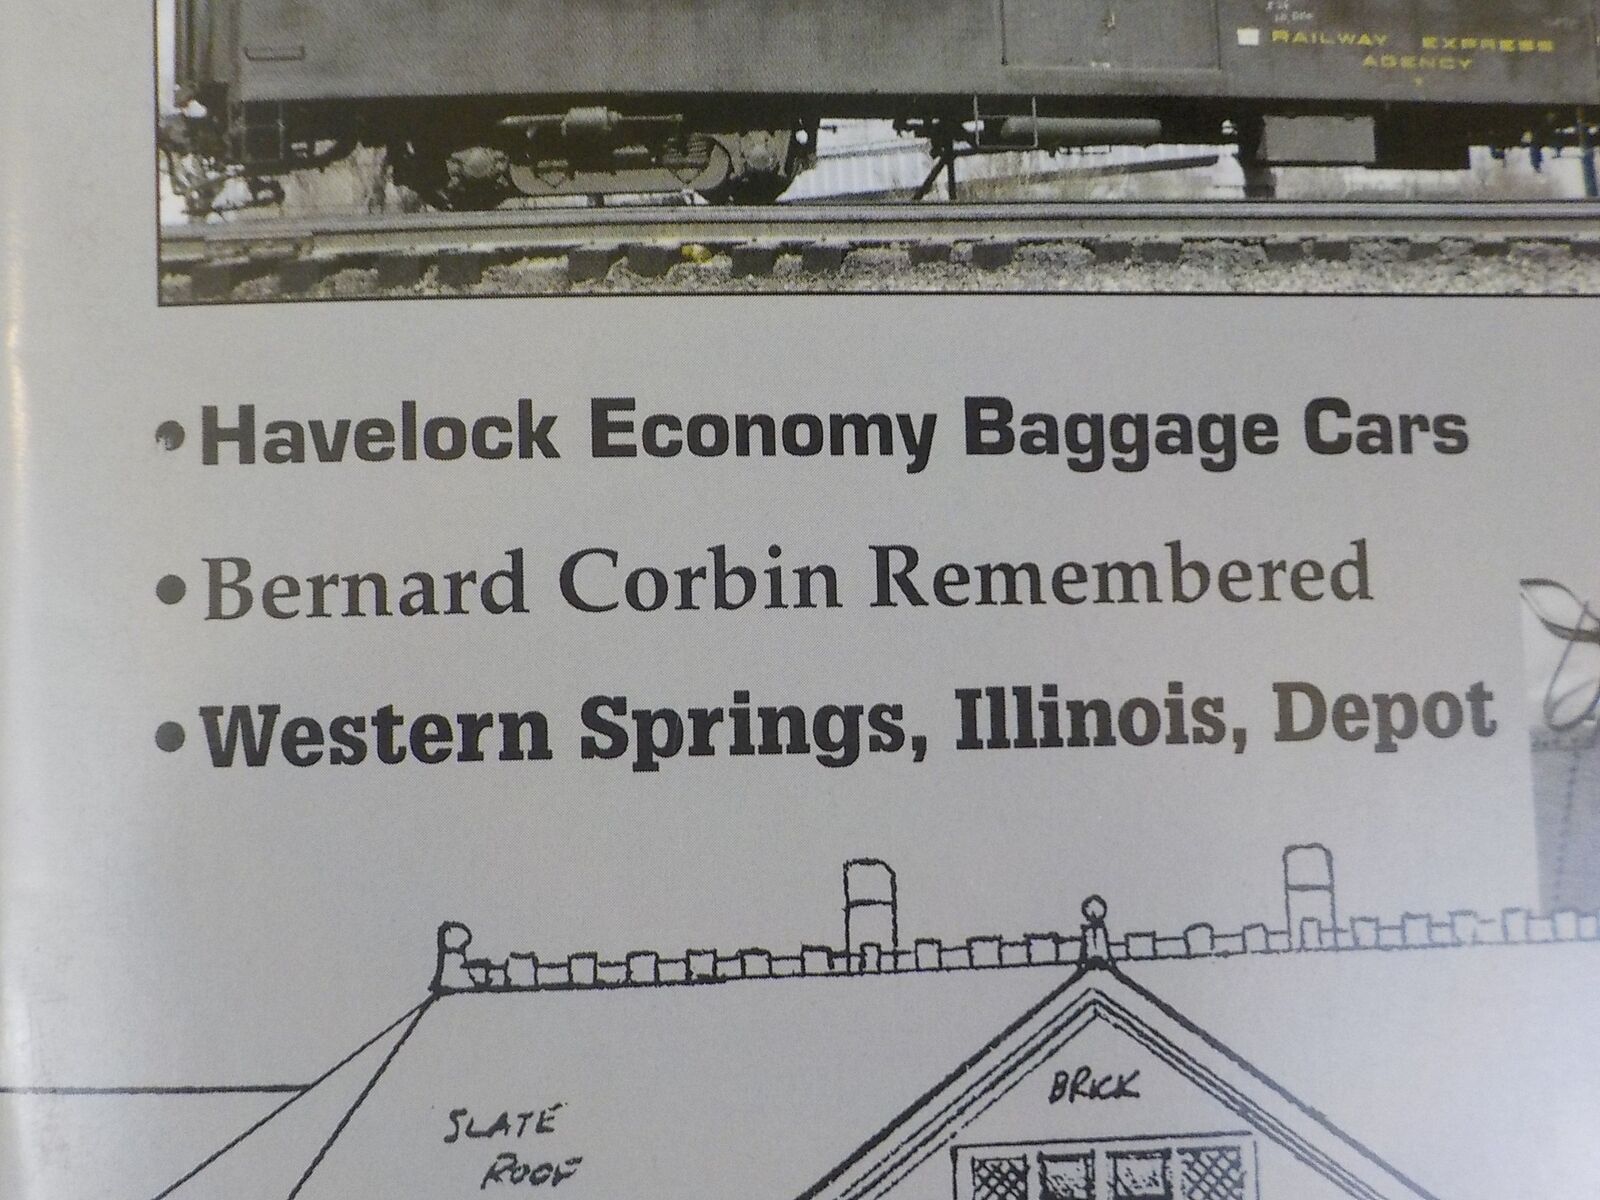 RAILWAY EXPRESS
AGENCY
• Havelock Economy Baggage Cars
• Bernard Corbin Remembered
• Western Springs, Illinois, Depot
BRICK
SLATE
ROOF